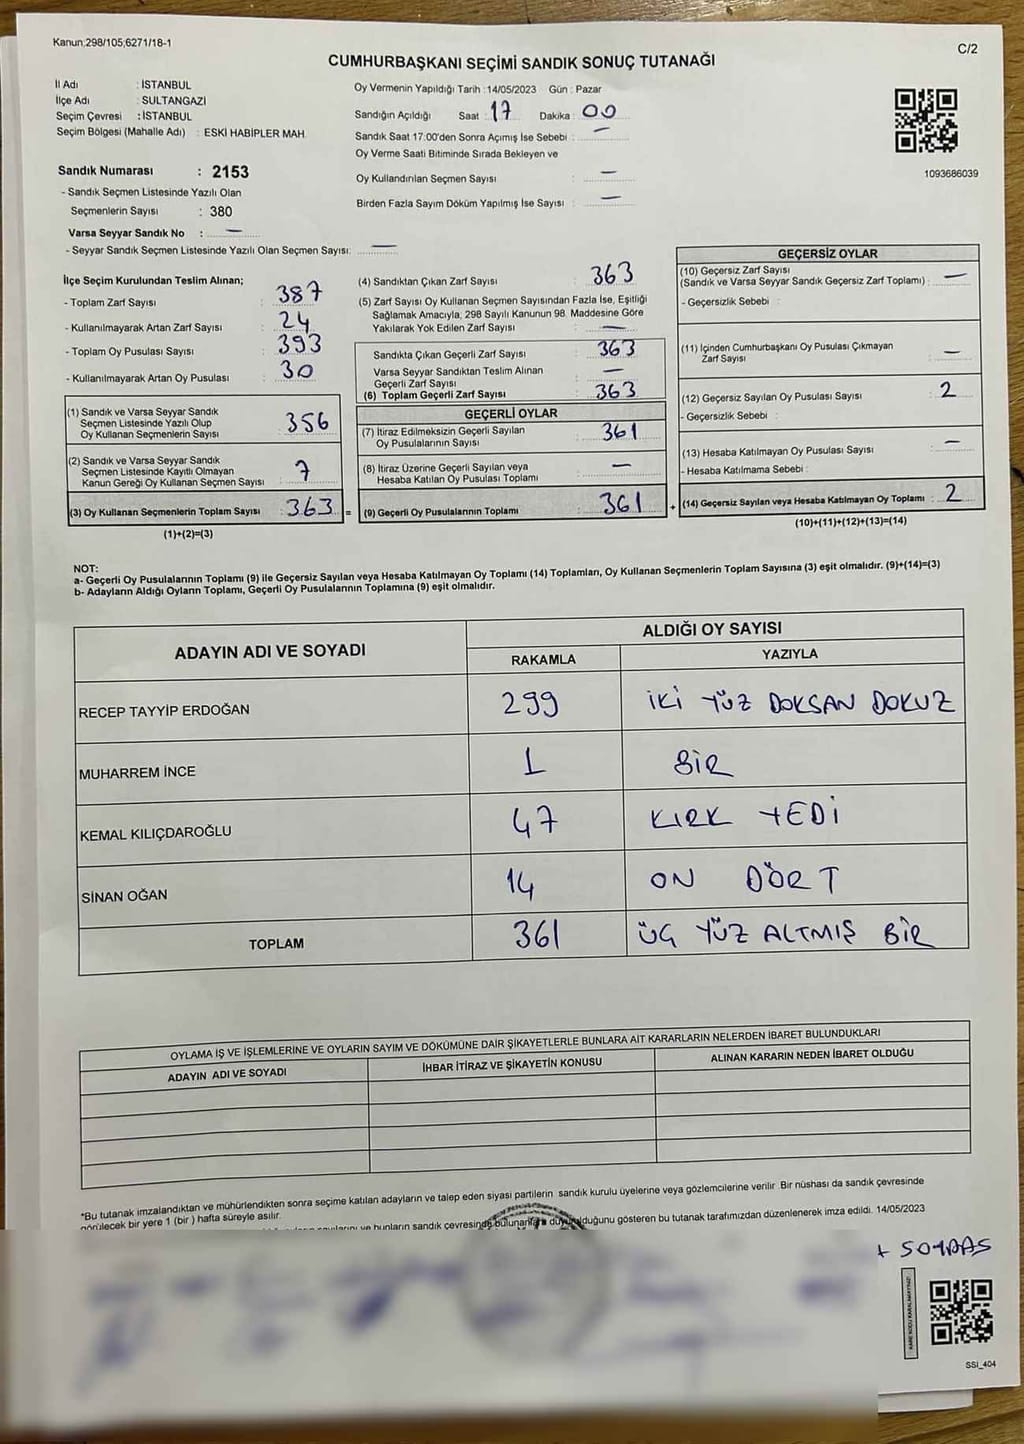 Kanun;298/105;6271/18-1
C/2
CUMHURBAŞKANI SEÇİMİ SANDIK SONUÇ TUTANAĞI
İl Adı : İSTANBUL
İlçe Adı : SULTANGAZİ
Seçim Çevresi : İSTANBUL
Seçim Bölgesi (Mahalle Adı) : ESKİ HABİPLER MAH.
Sandık Numarası : 2153
- Sandık Seçmen Listesinde Yazılı Olan
Seçmenlerin Sayısı : 380
Varsa Seyyar Sandık No : —
- Seyyar Sandık Seçmen Listesinde Yazılı Olan Seçmen Sayısı: —
Oy Vermenin Yapıldığı Tarih : 14/05/2023 Gün : Pazar
Sandığın Açıldığı Saat : 17 Dakika : 00
Sandık Saat 17:00'den Sonra Açımış İse Sebebi : —
Oy Verme Saati Bitiminde Sırada Bekleyen ve
Oy Kullandırılan Seçmen Sayısı : —
Birden Fazla Sayım Döküm Yapılmış İse Sayısı : —
1093686039
İlçe Seçim Kurulundan Teslim Alınan;
- Toplam Zarf Sayısı : 387
- Kullanılmayarak Artan Zarf Sayısı : 24
- Toplam Oy Pusulası Sayısı : 393
- Kullanılmayarak Artan Oy Pusulası : 30
(1) Sandık ve Varsa Seyyar Sandık
Seçmen Listesinde Yazılı Olup
Oy Kullanan Seçmenlerin Sayısı : 356
(2) Sandık ve Varsa Seyyar Sandık
Seçmen Listesinde Kayıtlı Olmayan
Kanun Gereği Oy Kullanan Seçmen Sayısı : 7
(3) Oy Kullanan Seçmenlerin Toplam Sayısı : 363 =
(1)+(2)=(3)
(4) Sandıktan Çıkan Zarf Sayısı : 363
(5) Zarf Sayısı Oy Kullanan Seçmen Sayısından Fazla İse, Eşitliği
Sağlamak Amacıyla, 298 Sayılı Kanunun 98. Maddesine Göre
Yakılarak Yok Edilen Zarf Sayısı : —
Sandıkta Çıkan Geçerli Zarf Sayısı : 363
Varsa Seyyar Sandıktan Teslim Alınan
Geçerli Zarf Sayısı : —
(6) Toplam Geçerli Zarf Sayısı : 363
GEÇERLİ OYLAR
(7) İtiraz Edilmeksizin Geçerli Sayılan
Oy Pusulalarının Sayısı : 361
(8) İtiraz Üzerine Geçerli Sayılan veya
Hesaba Katılan Oy Pusulası Toplamı : —
(9) Geçerli Oy Pusulalarının Toplamı : 361 +
GEÇERSİZ OYLAR
(10) Geçersiz Zarf Sayısı
(Sandık ve Varsa Seyyar Sandık Geçersiz Zarf Toplamı) : —
- Geçersizlik Sebebi :
(11) İçinden Cumhurbaşkanı Oy Pusulası Çıkmayan
Zarf Sayısı : —
(12) Geçersiz Sayılan Oy Pusulası Sayısı : 2
- Geçersizlik Sebebi :
(13) Hesaba Katılmayan Oy Pusulası Sayısı : —
- Hesaba Katılmama Sebebi :
(14) Geçersiz Sayılan veya Hesaba Katılmayan Oy Toplamı : 2
(10)+(11)+(12)+(13)=(14)
NOT:
a- Geçerli Oy Pusulalarının Toplamı (9) ile Geçersiz Sayılan veya Hesaba Katılmayan Oy Toplamı (14) Toplamları, Oy Kullanan Seçmenlerin Toplam Sayısına (3) eşit olmalıdır. (9)+(14)=(3)
b- Adayların Aldığı Oyların Toplamı, Geçerli Oy Pusulalarının Toplamına (9) eşit olmalıdır.
ADAYIN ADI VE SOYADI ALDIĞI OY SAYISI
RAKAMLA YAZIYLA
RECEP TAYYİP ERDOĞAN 299 İKİ YÜZ DOKSAN DOKUZ
MUHARREM İNCE 1 BİR
KEMAL KILIÇDAROĞLU 47 KIRK YEDİ
SİNAN OĞAN 14 ON DÖRT
TOPLAM 361 ÜÇ YÜZ ALTMIŞ BİR
OYLAMA İŞ VE İŞLEMLERİNE VE OYLARIN SAYIM VE DÖKÜMÜNE DAİR ŞİKAYETLERLE BUNLARA AİT KARARLARIN NELERDEN İBARET BULUNDUKLARI
ADAYIN ADI VE SOYADI İHBAR İTİRAZ VE ŞİKAYETİN KONUSU ALINAN KARARIN NEDEN İBARET OLDUĞU
*Bu tutanak imzalandıktan ve mühürlendikten sonra seçime katılan adayların ve talep eden siyasi partilerin sandık kurulu üyelerine veya gözlemcilerine verilir. Bir nüshası da sandık çevresinde
görülecek bir yere 1 (bir) hafta süreyle asılır.
ve bunların sandık çevresinde bulunanlara duyurulduğunu gösteren bu tutanak tarafımızdan düzenlenerek imza edildi. 14/05/2023
SSI_404